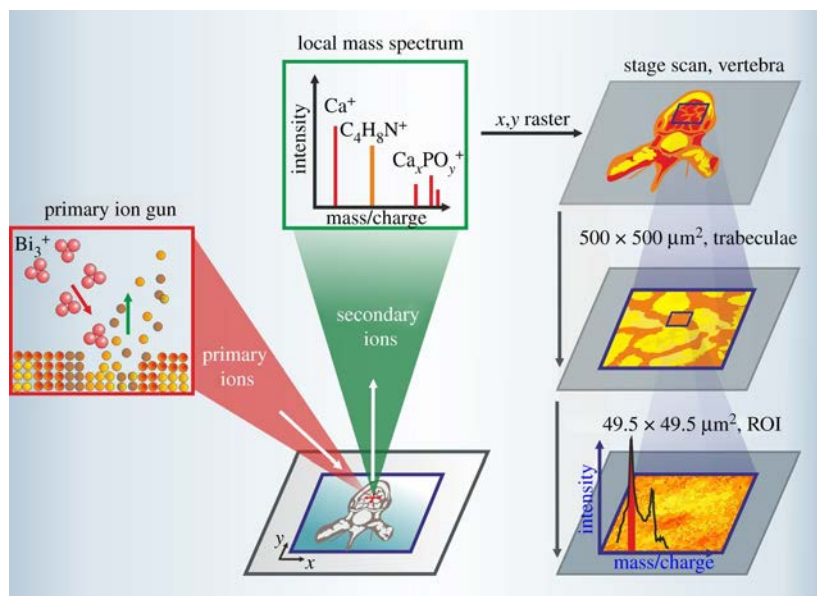 local mass spectrum
intensity
Ca⁺
C₄H₈N⁺
CaₓPOᵧ⁺
mass/charge
x,y raster
stage scan, vertebra
primary ion gun
Bi₃⁺
primary
ions
secondary
ions
y
x
500 × 500 µm², trabeculae
49.5 × 49.5 µm², ROI
intensity
mass/charge